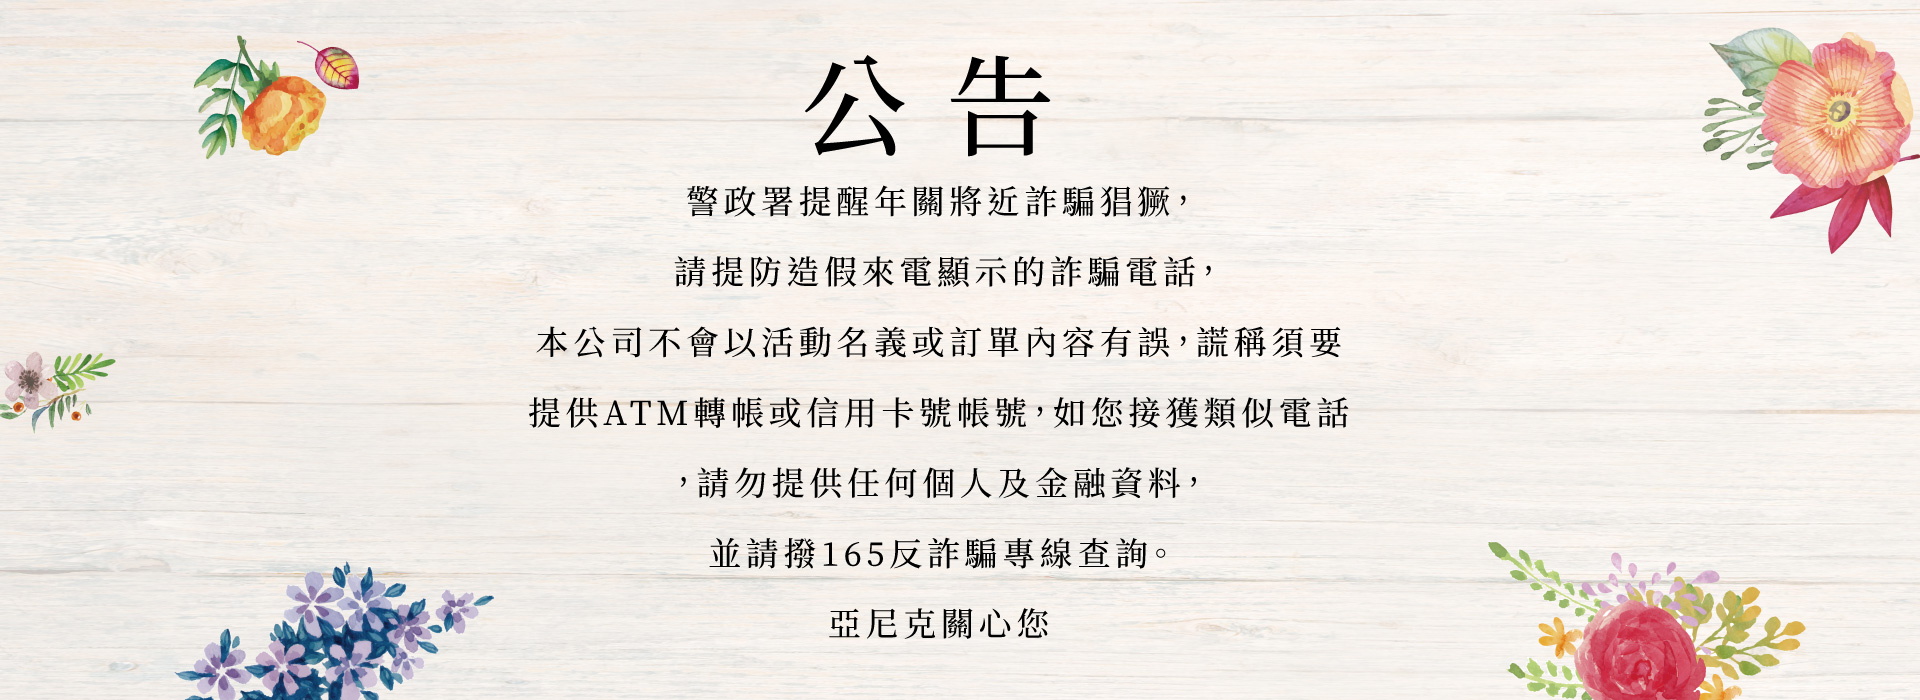 公告
警政署提醒年關將近詐騙猖獗，
請提防造假來電顯示的詐騙電話，
本公司不會以活動名義或訂單內容有誤，謊稱須要
提供ATM轉帳或信用卡號帳號，如您接獲類似電話
，請勿提供任何個人及金融資料，
並請撥165反詐騙專線查詢。
亞尼克關心您